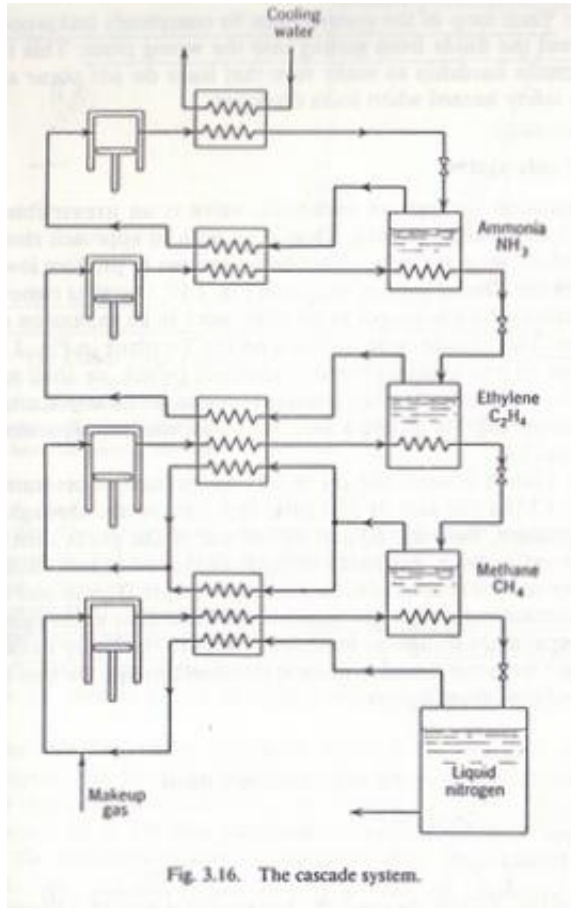 Cooling
water
Ammonia
NH₃
Ethylene
C₂H₄
Methane
CH₄
Liquid
nitrogen
Makeup
gas
Fig. 3.16. The cascade system.